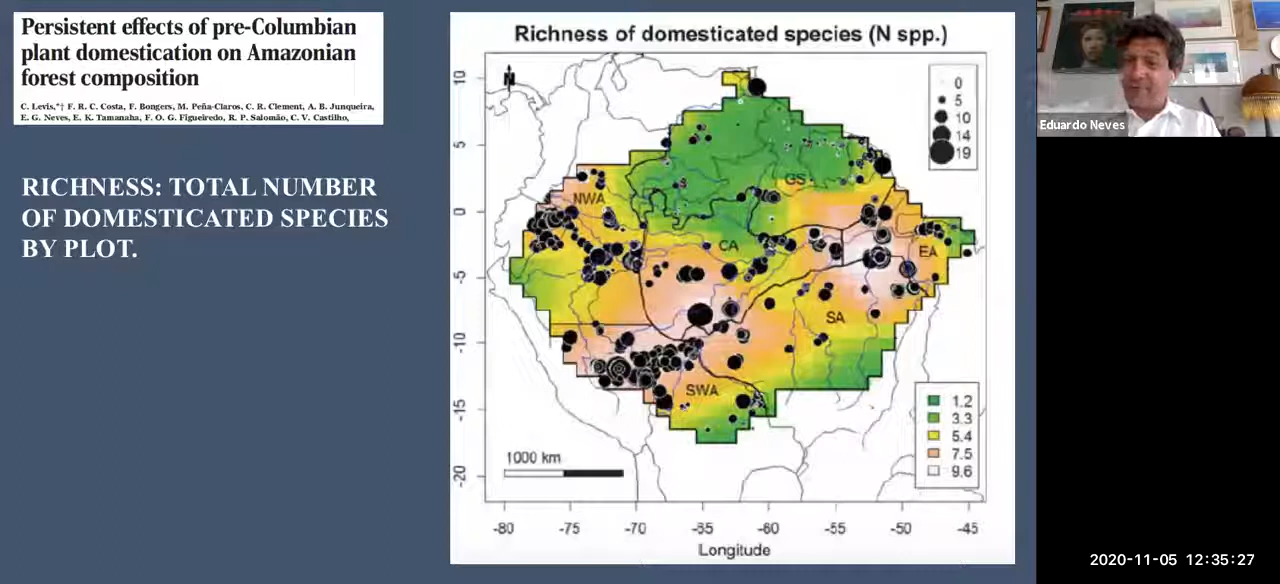 Persistent effects of pre-Columbian
plant domestication on Amazonian
forest composition
C. Levis,*† F. R. C. Costa, F. Bongers, M. Peña-Claros, C. R. Clement, A. B. Junqueira,
E. G. Neves, E. K. Tamanaha, F. O. G. Figueiredo, R. P. Salomão, C. V. Castilho,
RICHNESS: TOTAL NUMBER
OF DOMESTICATED SPECIES
BY PLOT.
Richness of domesticated species (N spp.)
N
0
5
10
14
19
10
5
0
-5
-10
-15
-20
NWA
GS
CA
EA
SA
SWA
1000 km
1.2
3.3
5.4
7.5
9.6
-80 -75 -70 -65 -60 -55 -50 -45
Longitude
Eduardo Neves
2020-11-05 12:35:27